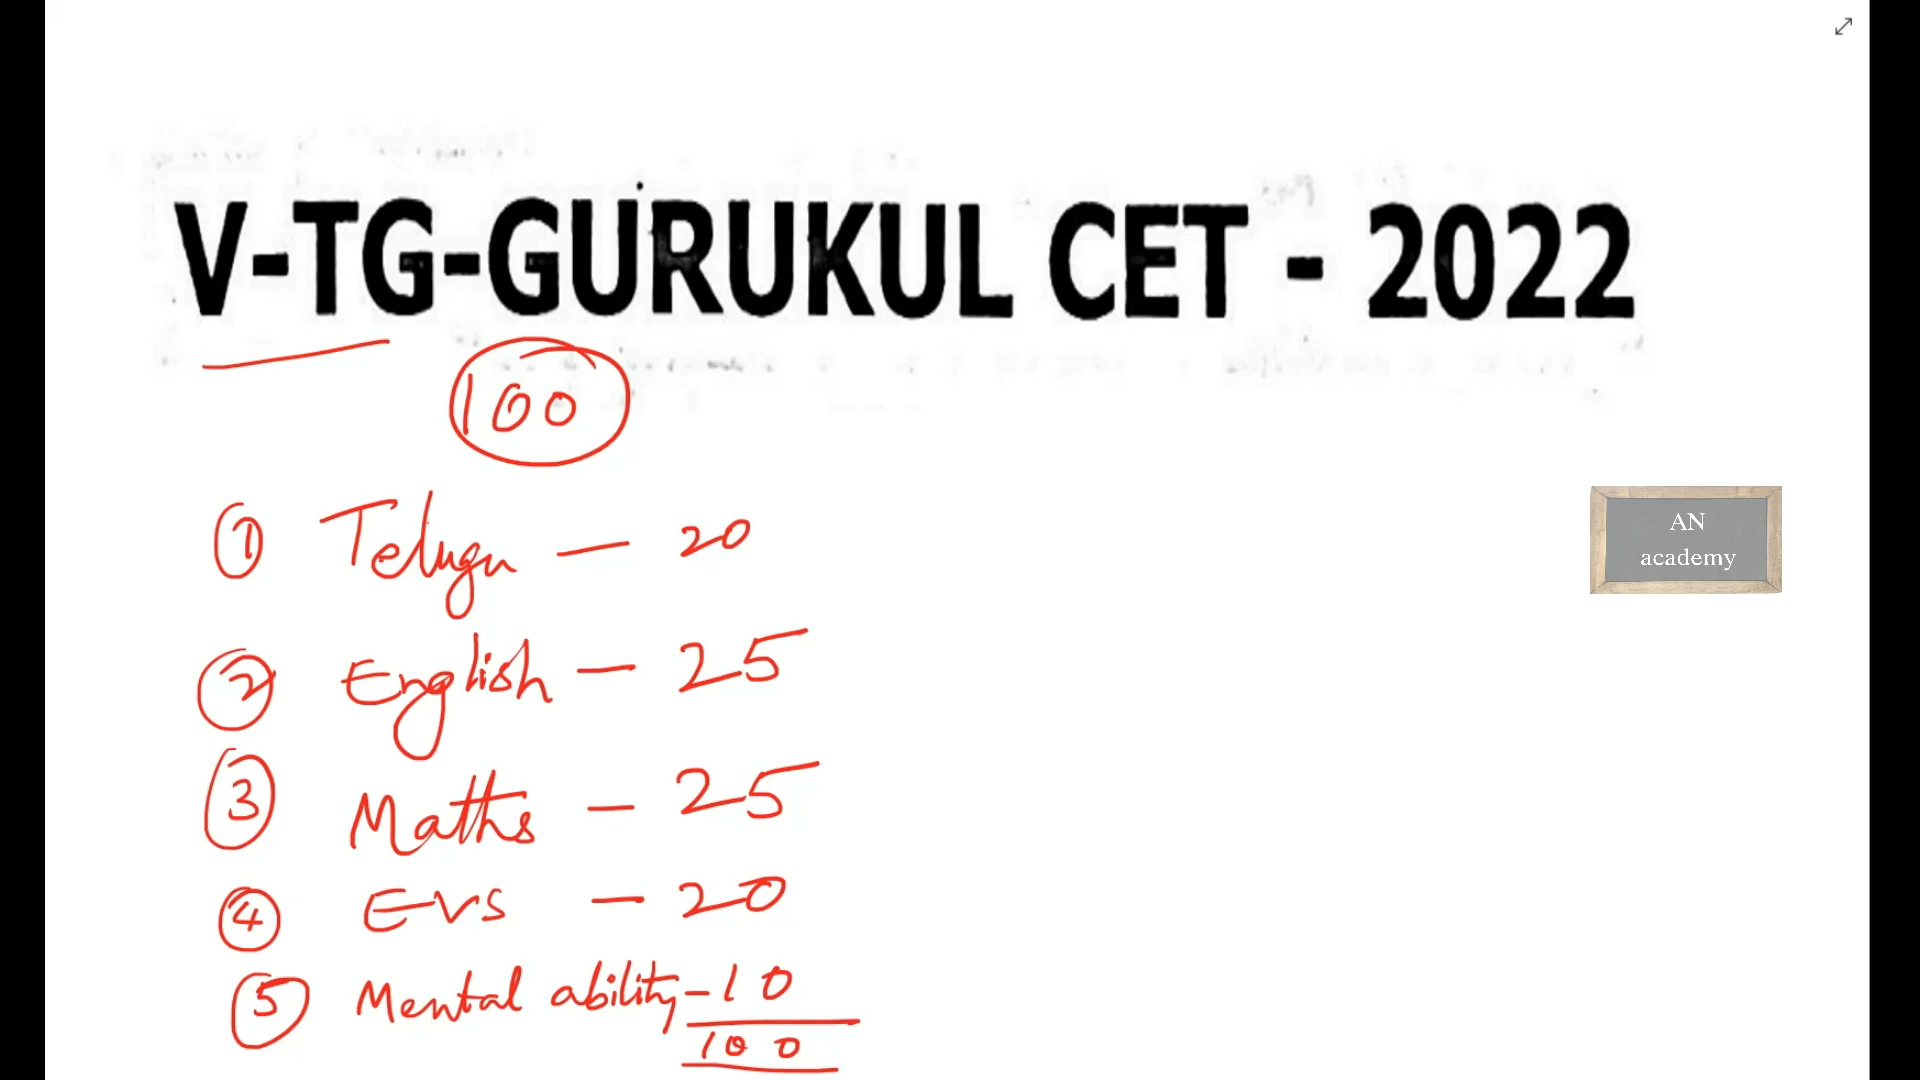 V-TG-GURUKUL CET - 2022
100
① Telugu — 20
② English — 25
③ Maths — 25
④ EVS — 20
⑤ Mental ability - 10
100
AN
academy